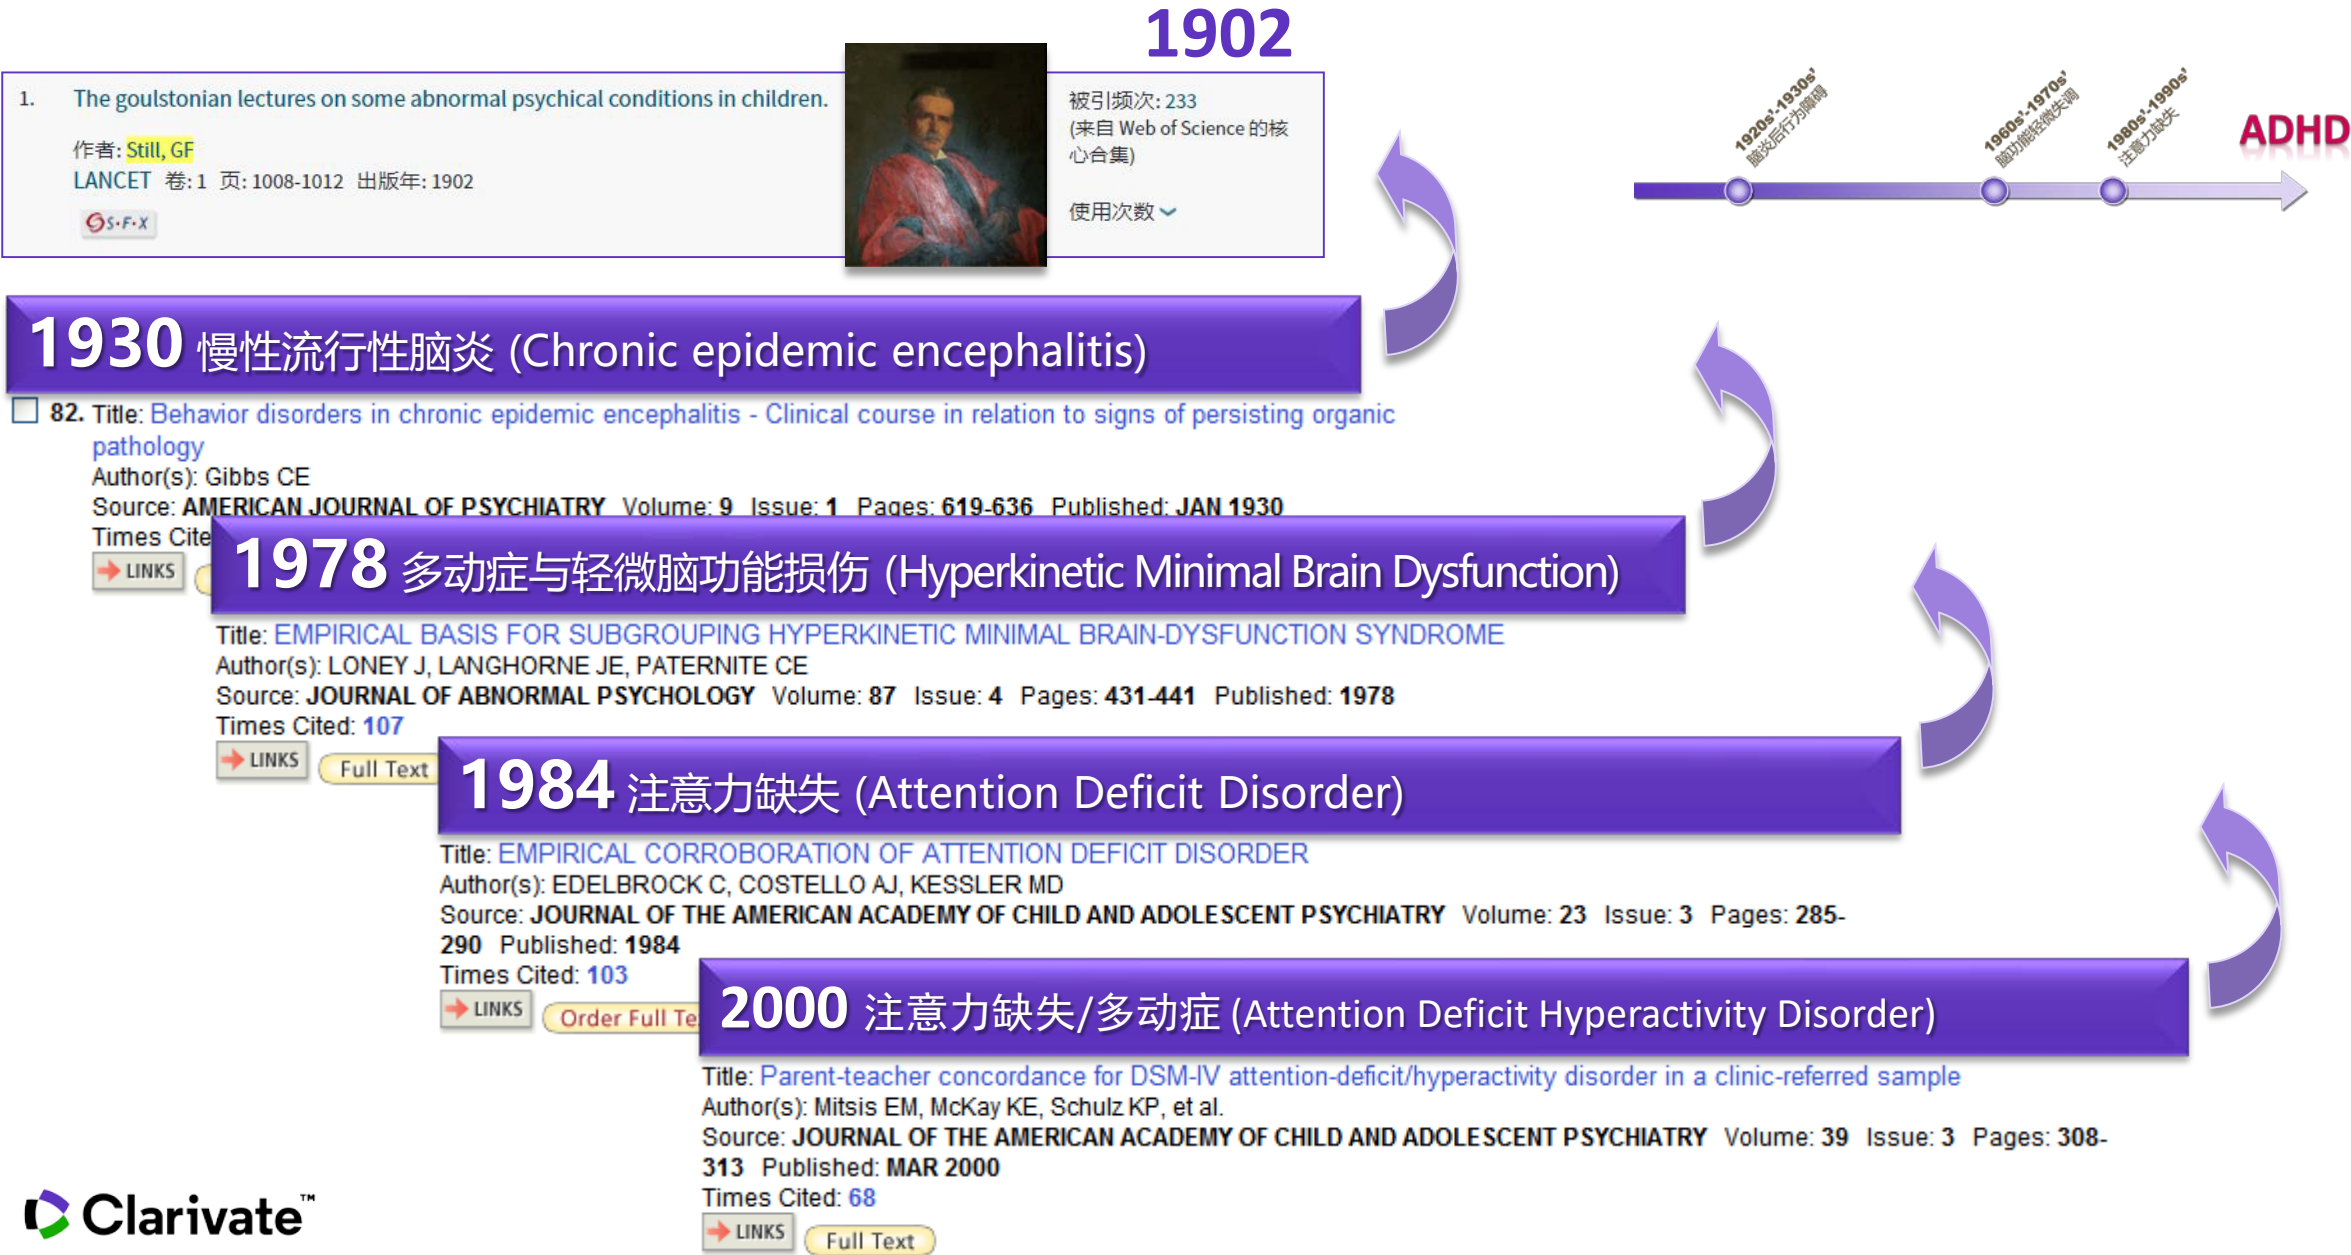 1902
1. The goulstonian lectures on some abnormal psychical conditions in children.
作者: Still, GF
LANCET 卷: 1 页: 1008-1012 出版年: 1902
S·F·X
被引频次: 233
(来自 Web of Science 的核
心合集)
使用次数
1920s'-1930s'
脑炎后行为障碍
1960s'-1970s'
脑功能轻微失调
1980s'-1990s'
注意力缺失
ADHD
1930 慢性流行性脑炎 (Chronic epidemic encephalitis)
82. Title: Behavior disorders in chronic epidemic encephalitis - Clinical course in relation to signs of persisting organic
pathology
Author(s): Gibbs CE
Source: AMERICAN JOURNAL OF PSYCHIATRY Volume: 9 Issue: 1 Pages: 619-636 Published: JAN 1930
Times Cite
LINKS
1978 多动症与轻微脑功能损伤 (Hyperkinetic Minimal Brain Dysfunction)
Title: EMPIRICAL BASIS FOR SUBGROUPING HYPERKINETIC MINIMAL BRAIN-DYSFUNCTION SYNDROME
Author(s): LONEY J, LANGHORNE JE, PATERNITE CE
Source: JOURNAL OF ABNORMAL PSYCHOLOGY Volume: 87 Issue: 4 Pages: 431-441 Published: 1978
Times Cited: 107
LINKS Full Text
1984 注意力缺失 (Attention Deficit Disorder)
Title: EMPIRICAL CORROBORATION OF ATTENTION DEFICIT DISORDER
Author(s): EDELBROCK C, COSTELLO AJ, KESSLER MD
Source: JOURNAL OF THE AMERICAN ACADEMY OF CHILD AND ADOLESCENT PSYCHIATRY Volume: 23 Issue: 3 Pages: 285-
290 Published: 1984
Times Cited: 103
LINKS Order Full Te
2000 注意力缺失/多动症 (Attention Deficit Hyperactivity Disorder)
Title: Parent-teacher concordance for DSM-IV attention-deficit/hyperactivity disorder in a clinic-referred sample
Author(s): Mitsis EM, McKay KE, Schulz KP, et al.
Source: JOURNAL OF THE AMERICAN ACADEMY OF CHILD AND ADOLESCENT PSYCHIATRY Volume: 39 Issue: 3 Pages: 308-
313 Published: MAR 2000
Times Cited: 68
LINKS Full Text
Clarivate™